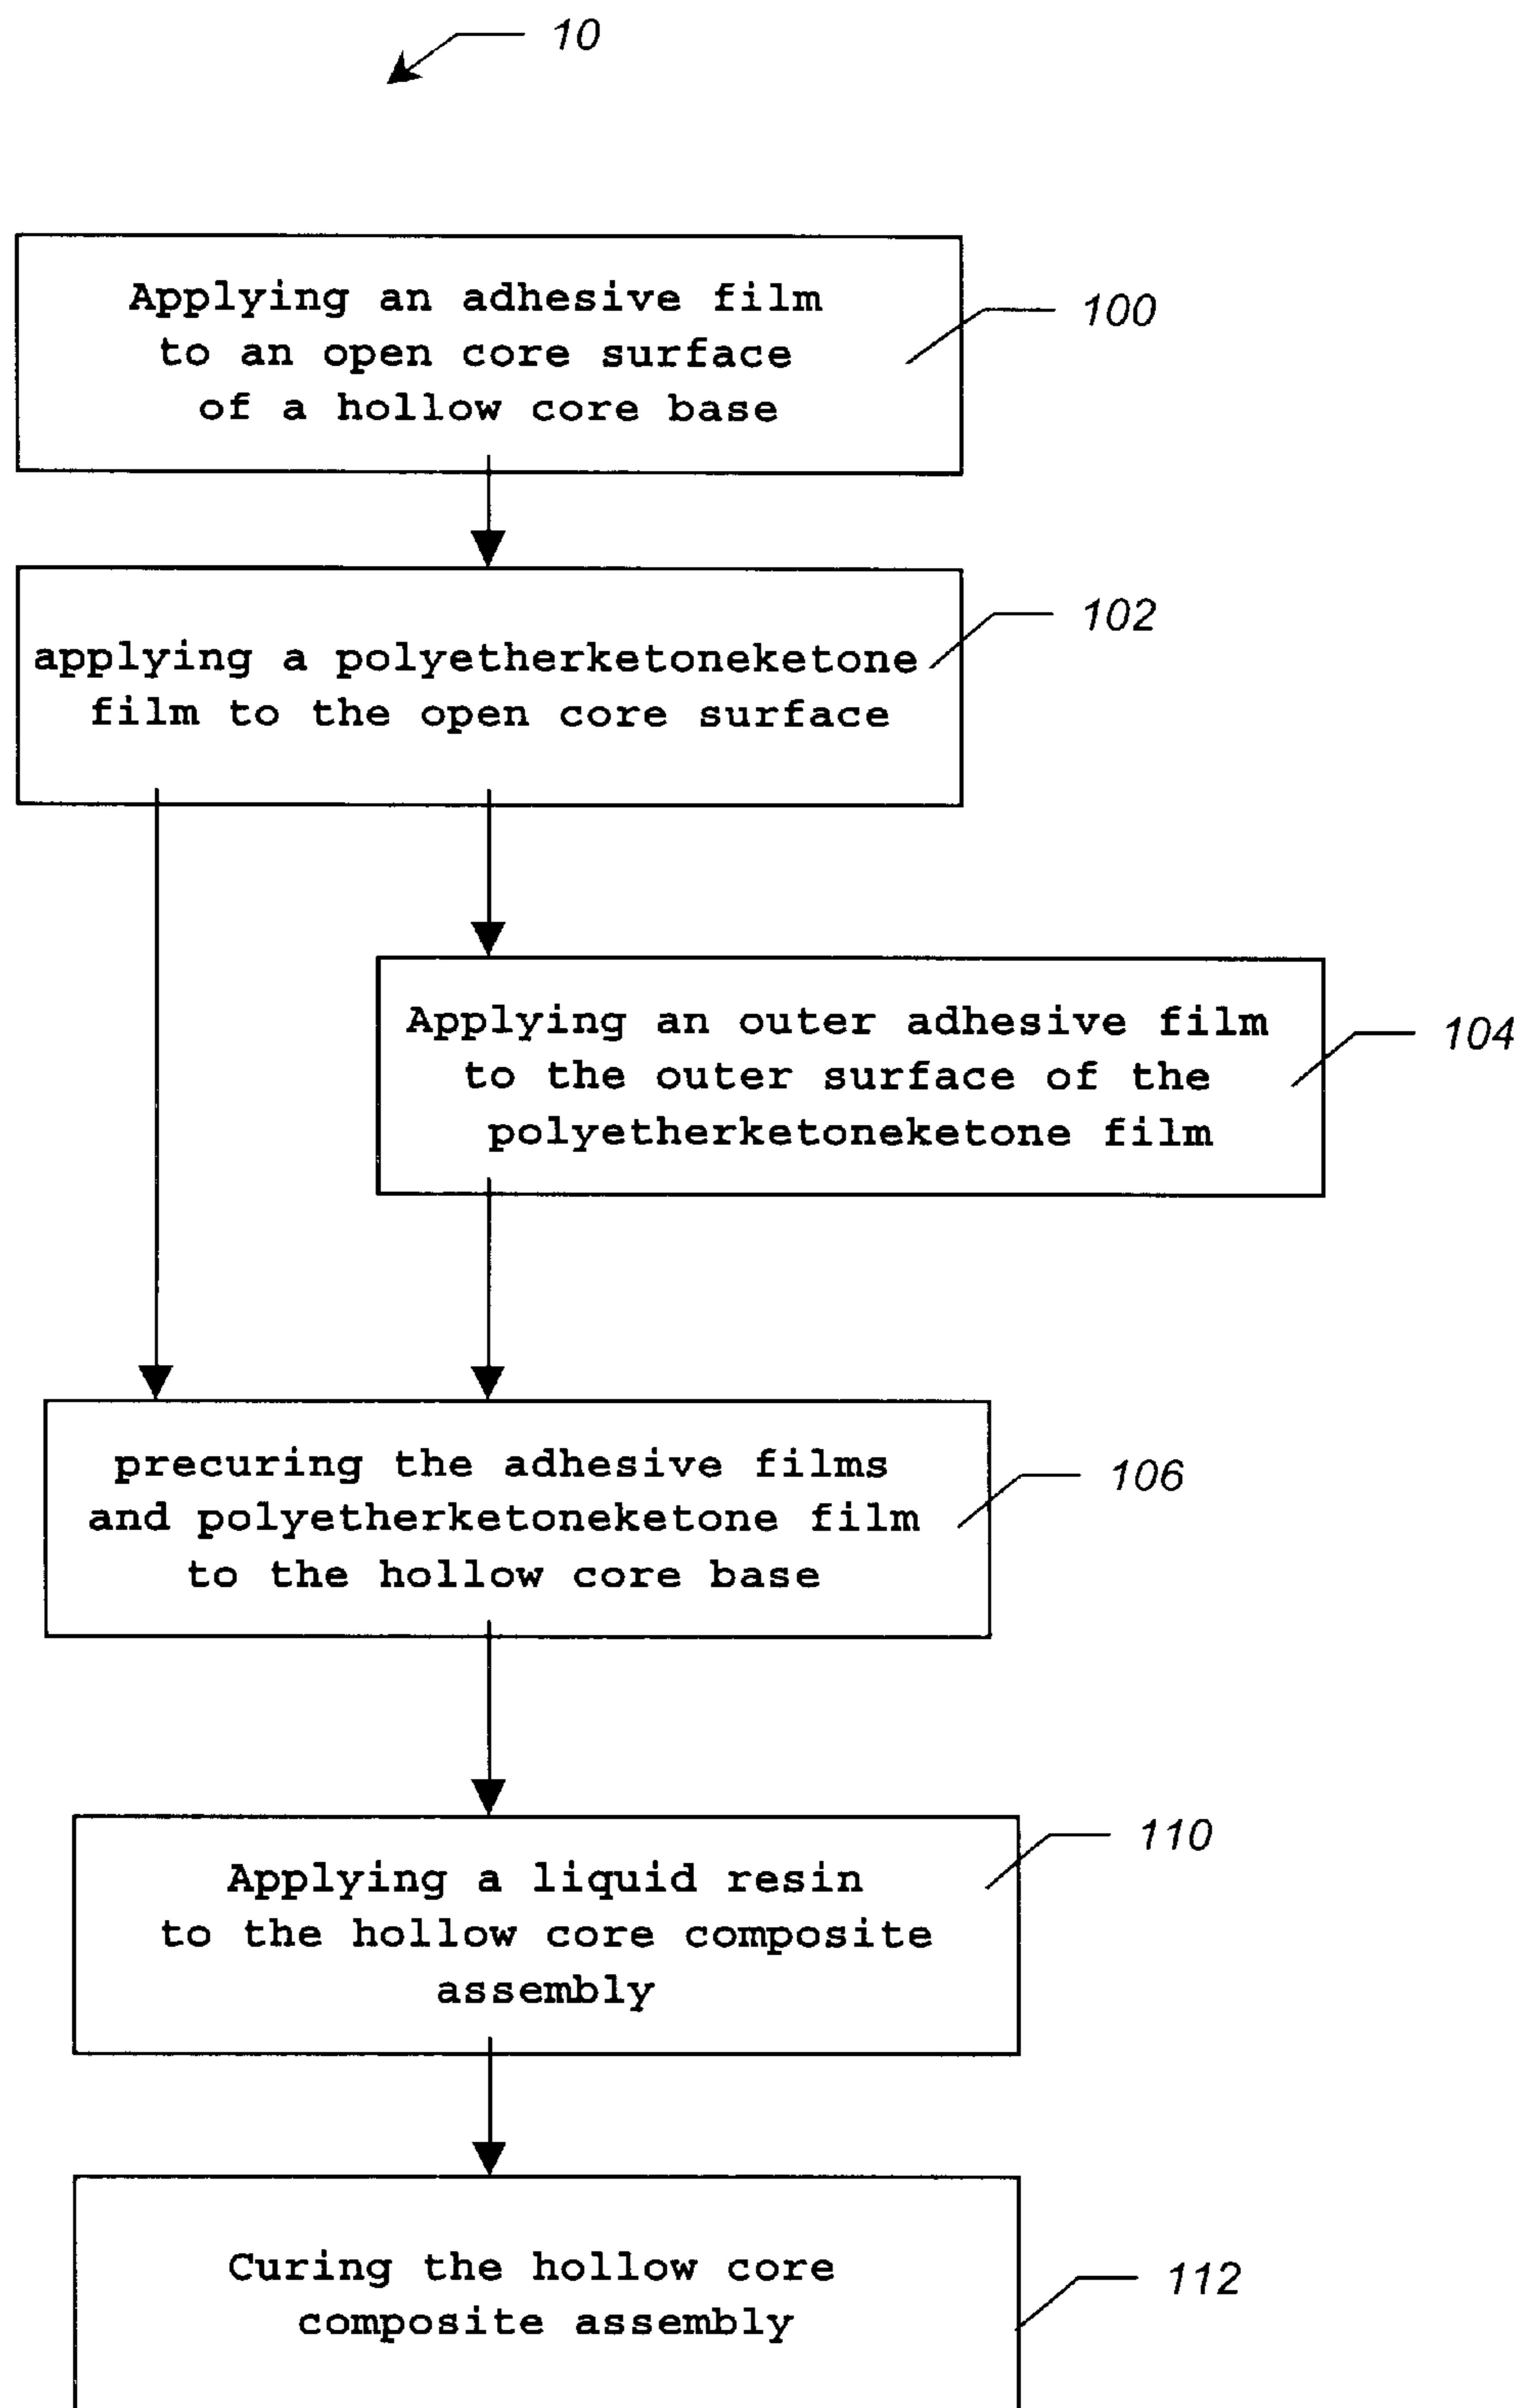 10
Applying an adhesive film
to an open core surface
of a hollow core base
100
applying a polyetherketoneketone
film to the open core surface
102
Applying an outer adhesive film
to the outer surface of the
polyetherketoneketone film
104
precuring the adhesive films
and polyetherketoneketone film
to the hollow core base
106
Applying a liquid resin
to the hollow core composite
assembly
110
Curing the hollow core
composite assembly
112